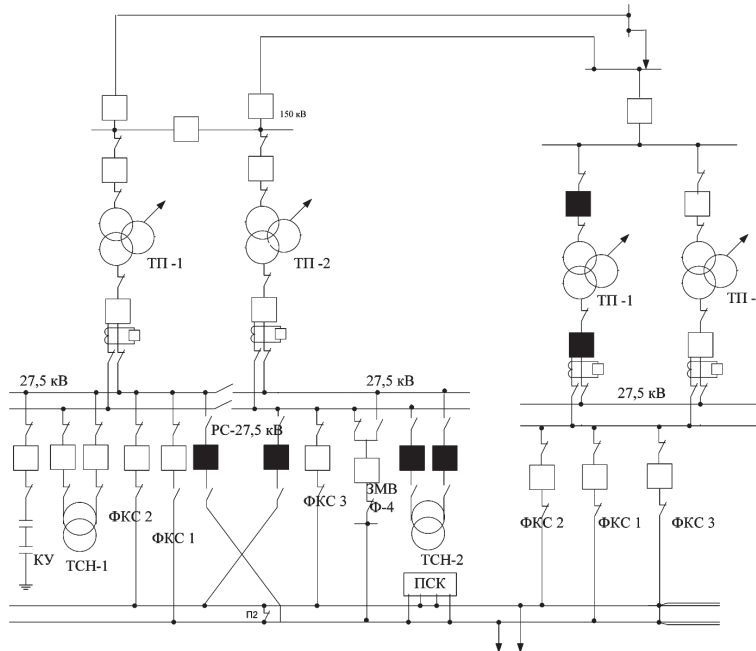 150 кВ
ТП -1
ТП -2
ТП -1
ТП -
27,5 кВ
27,5 кВ
27,5 кВ
РС-27,5 кВ
ФКС 2
ФКС 1
ФКС 3
ЗМВ
Ф-4
КУ
ТСН-1
ТСН-2
ФКС 2
ФКС 1
ФКС 3
ПСК
П2